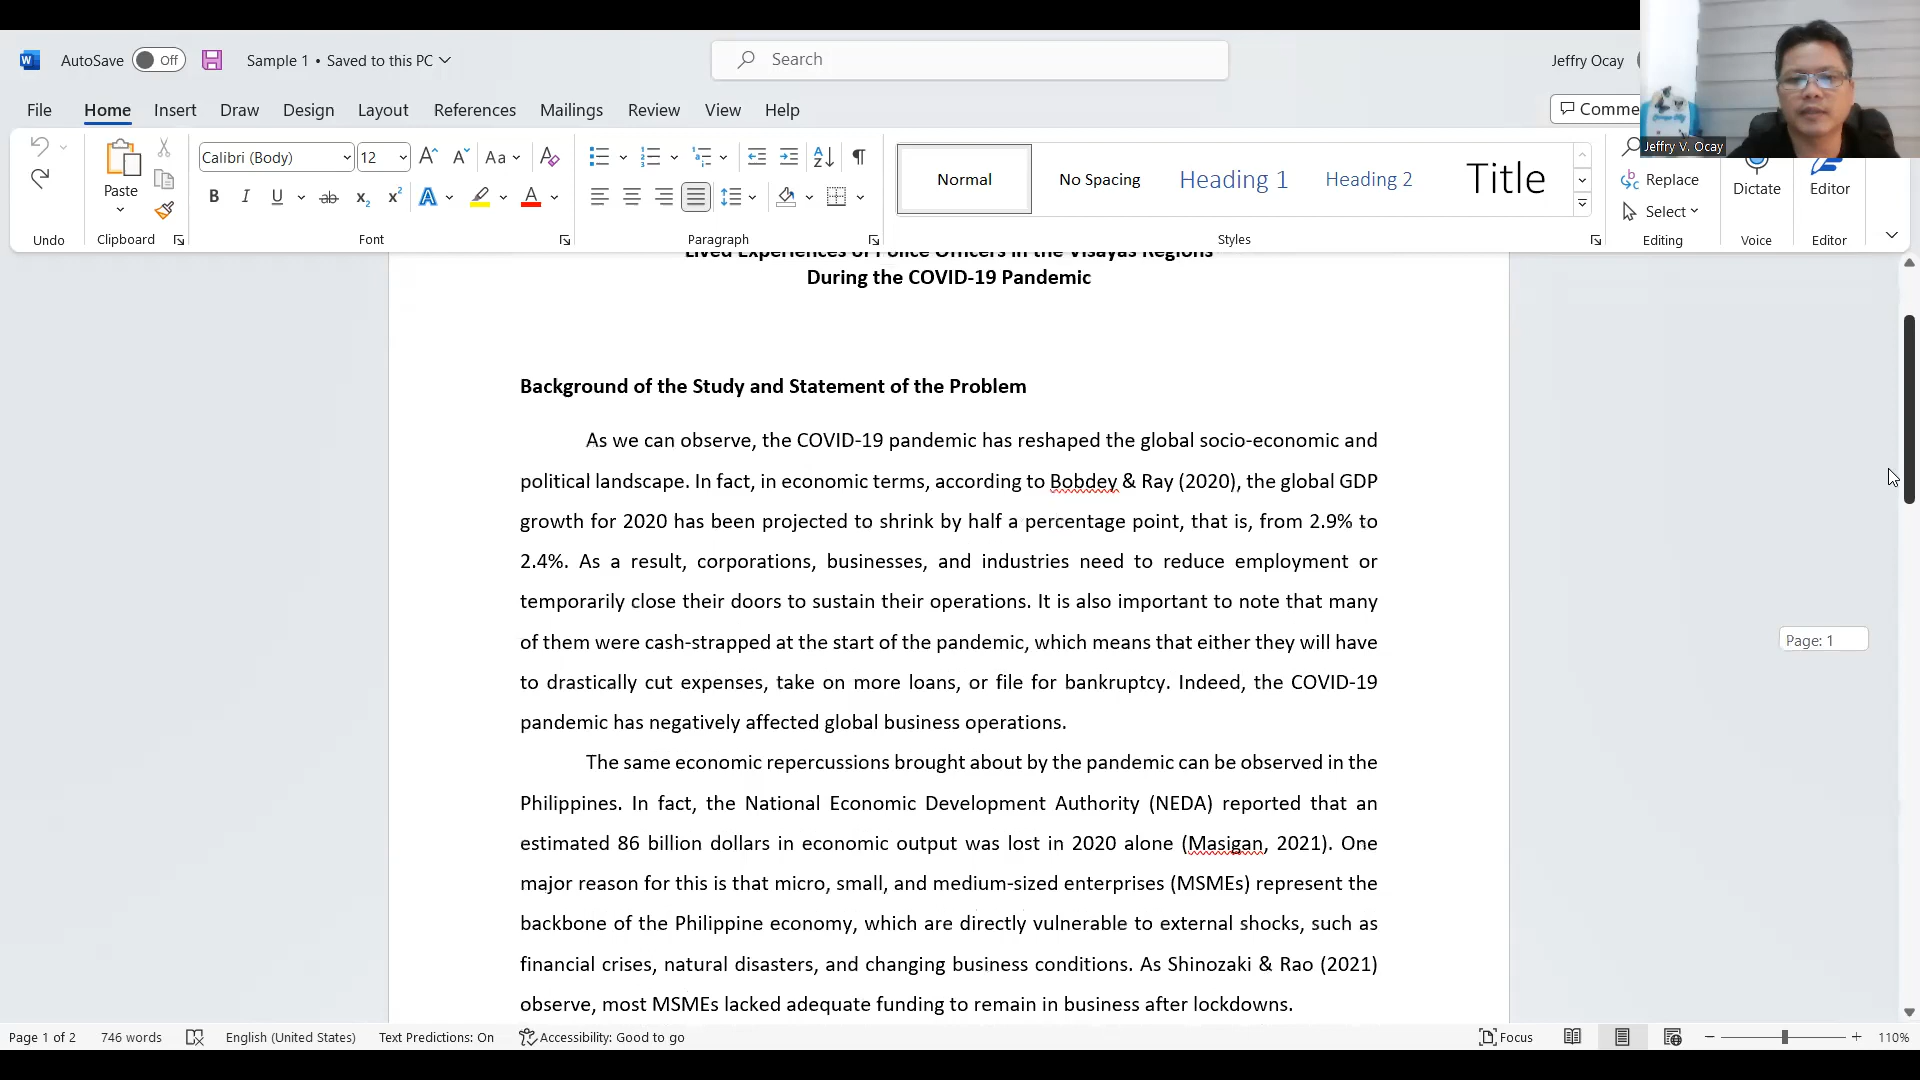 AutoSave Off Sample 1 • Saved to this PC Search Jeffry Ocay
File Home Insert Draw Design Layout References Mailings Review View Help Comme
Jeffry V. Ocay
Paste Calibri (Body) 12 Aa Normal No Spacing Heading 1 Heading 2 Title Replace Select Dictate Editor
Undo Clipboard Font Paragraph Styles Editing Voice Editor
Lived Experiences of Police Officers in the Visayas Regions
During the COVID-19 Pandemic
Background of the Study and Statement of the Problem
As we can observe, the COVID-19 pandemic has reshaped the global socio-economic and
political landscape. In fact, in economic terms, according to Bobdey & Ray (2020), the global GDP
growth for 2020 has been projected to shrink by half a percentage point, that is, from 2.9% to
2.4%. As a result, corporations, businesses, and industries need to reduce employment or
temporarily close their doors to sustain their operations. It is also important to note that many
of them were cash-strapped at the start of the pandemic, which means that either they will have
to drastically cut expenses, take on more loans, or file for bankruptcy. Indeed, the COVID-19
pandemic has negatively affected global business operations.
The same economic repercussions brought about by the pandemic can be observed in the
Philippines. In fact, the National Economic Development Authority (NEDA) reported that an
estimated 86 billion dollars in economic output was lost in 2020 alone (Masigan, 2021). One
major reason for this is that micro, small, and medium-sized enterprises (MSMEs) represent the
backbone of the Philippine economy, which are directly vulnerable to external shocks, such as
financial crises, natural disasters, and changing business conditions. As Shinozaki & Rao (2021)
observe, most MSMEs lacked adequate funding to remain in business after lockdowns.
Page: 1
Page 1 of 2 746 words English (United States) Text Predictions: On Accessibility: Good to go Focus 110%